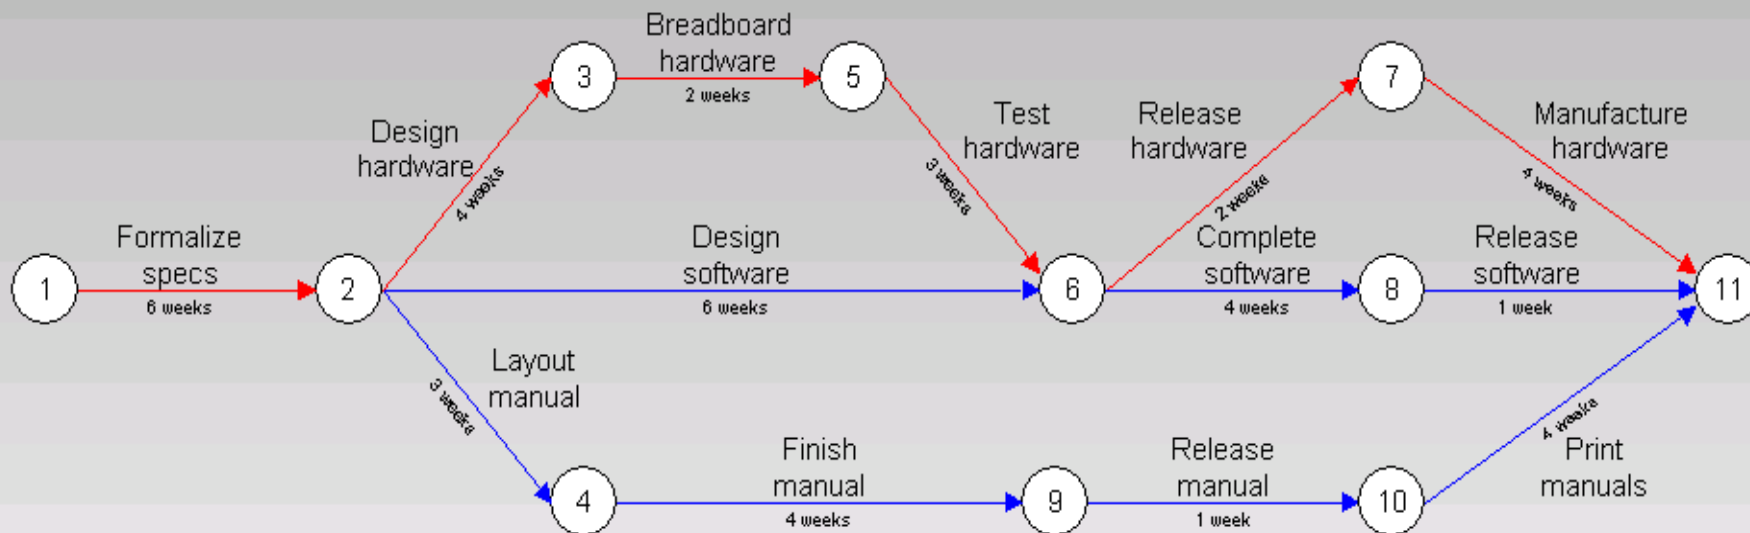 Breadboard
hardware
2 weeks
3
5
7
Design
hardware
4 weeks
Test
hardware
3 weeks
Release
hardware
2 weeks
Manufacture
hardware
4 weeks
Formalize
specs
6 weeks
Design
software
6 weeks
Complete
software
4 weeks
Release
software
1 week
1
2
6
8
11
Layout
manual
3 weeks
Finish
manual
4 weeks
Release
manual
1 week
4 weeks
Print
manuals
4
9
10